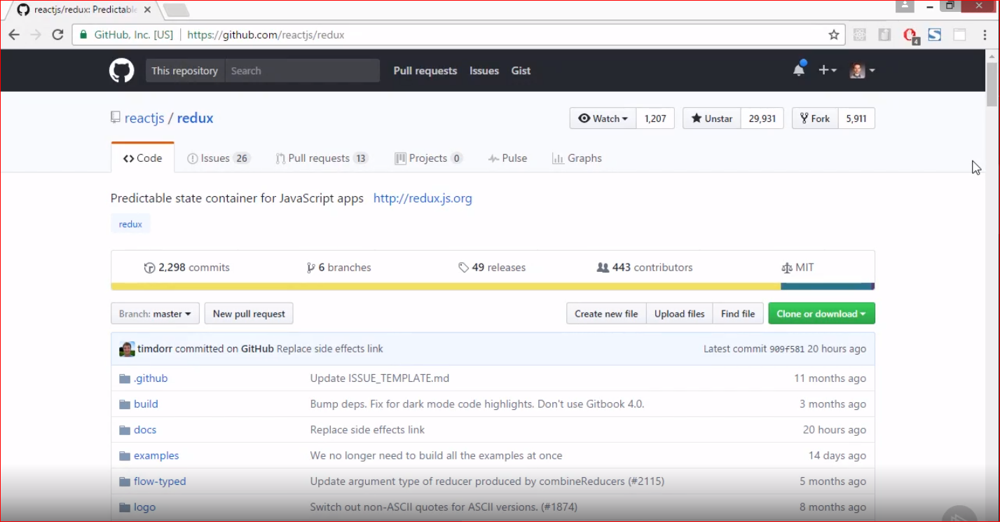 reactjs/redux: Predictable
GitHub, Inc. [US] https://github.com/reactjs/redux
4
This repository Search Pull requests Issues Gist
reactjs / redux
Watch 1,207 Unstar 29,931 Fork 5,911
Code Issues 26 Pull requests 13 Projects 0 Pulse Graphs
Predictable state container for JavaScript apps http://redux.js.org
redux
2,298 commits 6 branches 49 releases 443 contributors MIT
Branch: master New pull request Create new file Upload files Find file Clone or download
timdorr committed on GitHub Replace side effects link Latest commit 909f581 20 hours ago
.github Update ISSUE_TEMPLATE.md 11 months ago
build Bump deps. Fix for dark mode code highlights. Don't use Gitbook 4.0. 3 months ago
docs Replace side effects link 20 hours ago
examples We no longer need to build all the examples at once 14 days ago
flow-typed Update argument type of reducer produced by combineReducers (#2115) 5 months ago
logo Switch out non-ASCII quotes for ASCII versions. (#1874) 8 months ago